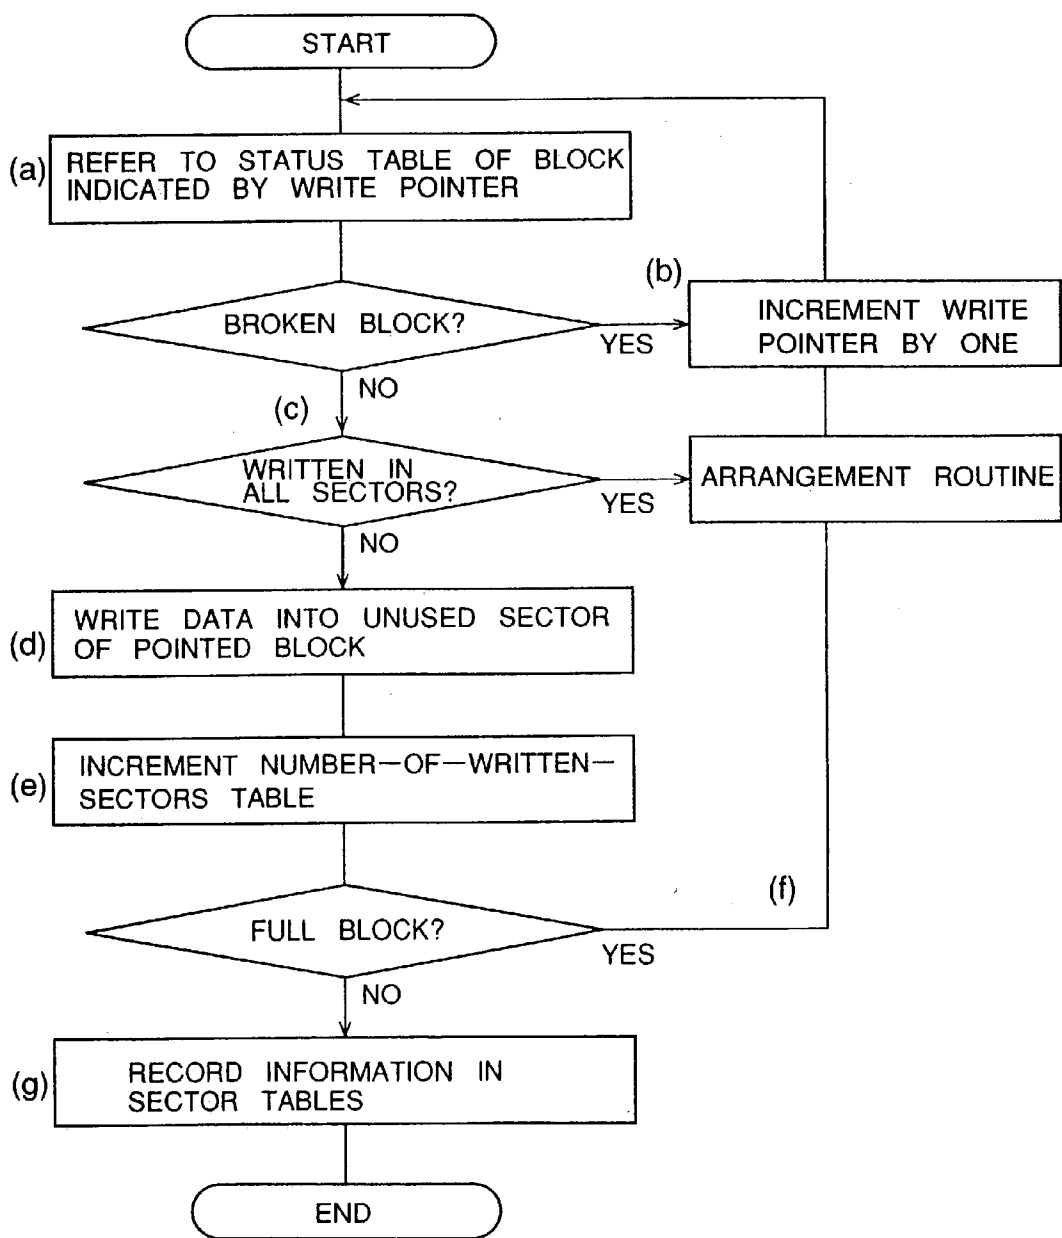 START
(a)
REFER TO STATUS TABLE OF BLOCK
INDICATED BY WRITE POINTER
BROKEN BLOCK?
YES
NO
(b)
INCREMENT WRITE
POINTER BY ONE
(c)
WRITTEN IN
ALL SECTORS?
YES
NO
ARRANGEMENT ROUTINE
(d)
WRITE DATA INTO UNUSED SECTOR
OF POINTED BLOCK
(e)
INCREMENT NUMBER-OF-WRITTEN-
SECTORS TABLE
FULL BLOCK?
(f)
YES
NO
(g)
RECORD INFORMATION IN
SECTOR TABLES
END